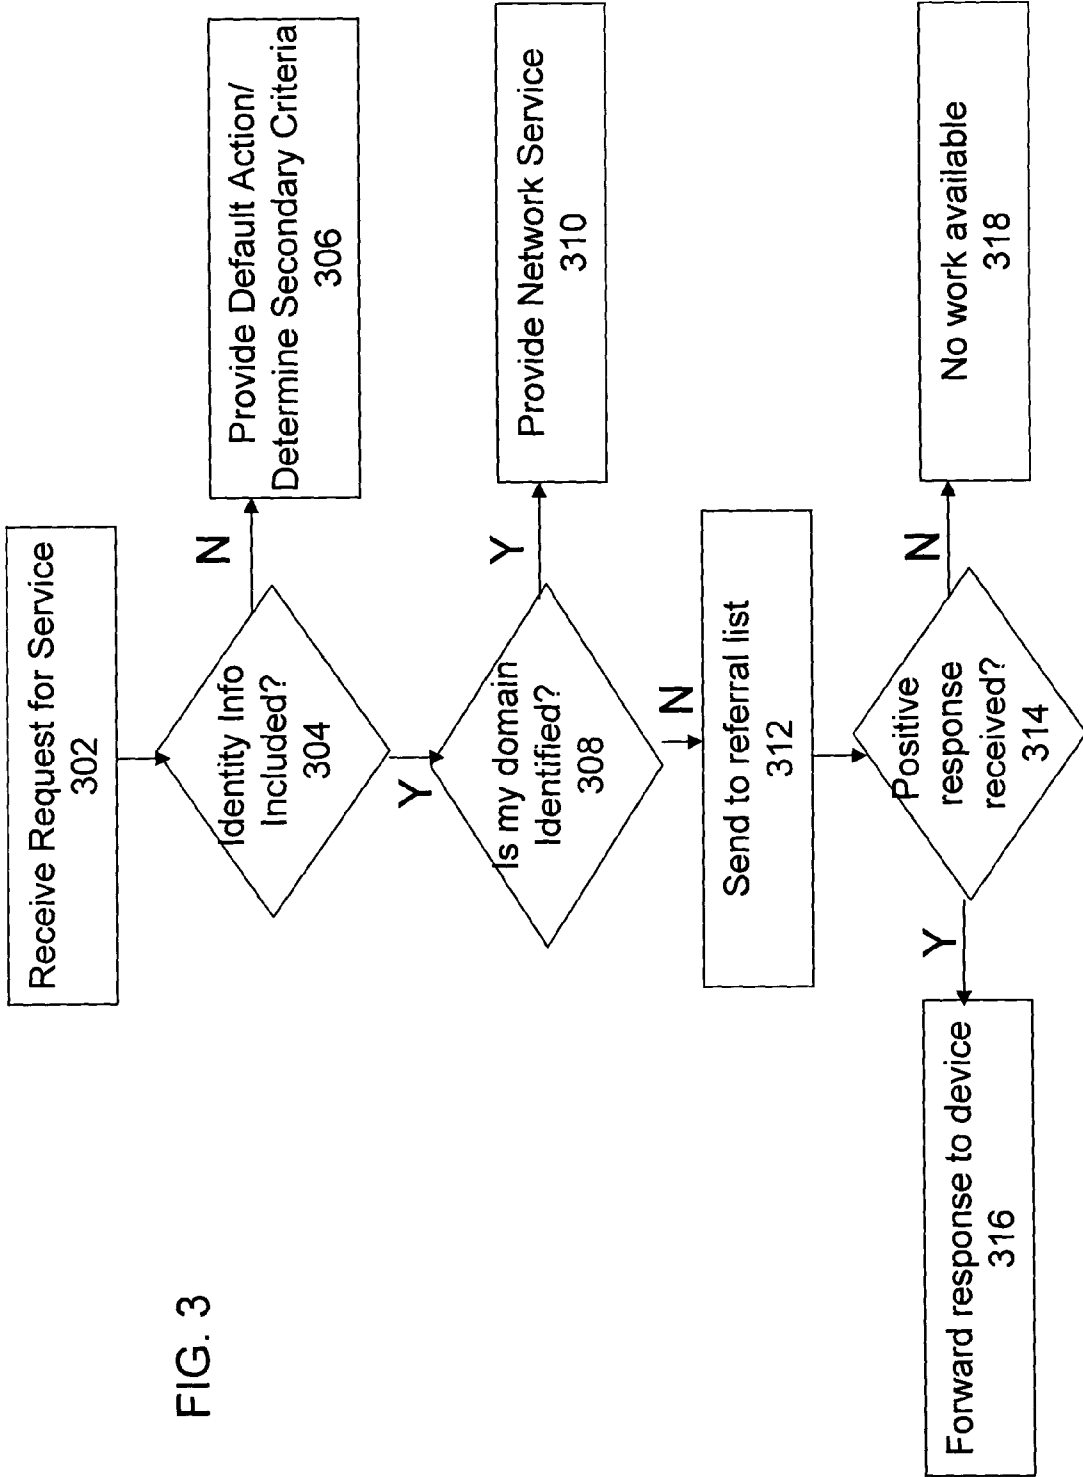 FIG. 3
Receive Request for Service
302
Identity Info
Included?
304
N
Provide Default Action/
Determine Secondary Criteria
306
Y
Is my domain
Identified?
308
Y
Provide Network Service
310
N
Send to referral list
312
Positive
response
received?
314
Y
Forward response to device
316
N
No work available
318